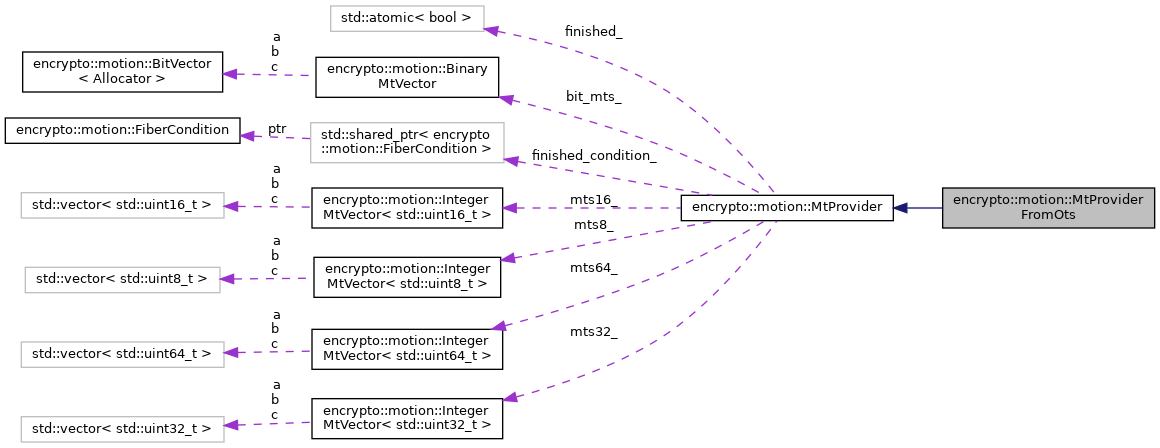 std::atomic< bool >
finished_
a
b
c
encrypto::motion::BitVector
< Allocator >
encrypto::motion::Binary
MtVector
bit_mts_
encrypto::motion::FiberCondition
ptr
std::shared_ptr< encrypto
::motion::FiberCondition >
finished_condition_
a
b
c
std::vector< std::uint16_t >
encrypto::motion::Integer
MtVector< std::uint16_t >
mts16_
encrypto::motion::MtProvider
encrypto::motion::MtProvider
FromOts
mts8_
a
b
c
std::vector< std::uint8_t >
encrypto::motion::Integer
MtVector< std::uint8_t >
mts64_
a
b
c
std::vector< std::uint64_t >
encrypto::motion::Integer
MtVector< std::uint64_t >
mts32_
a
b
c
std::vector< std::uint32_t >
encrypto::motion::Integer
MtVector< std::uint32_t >